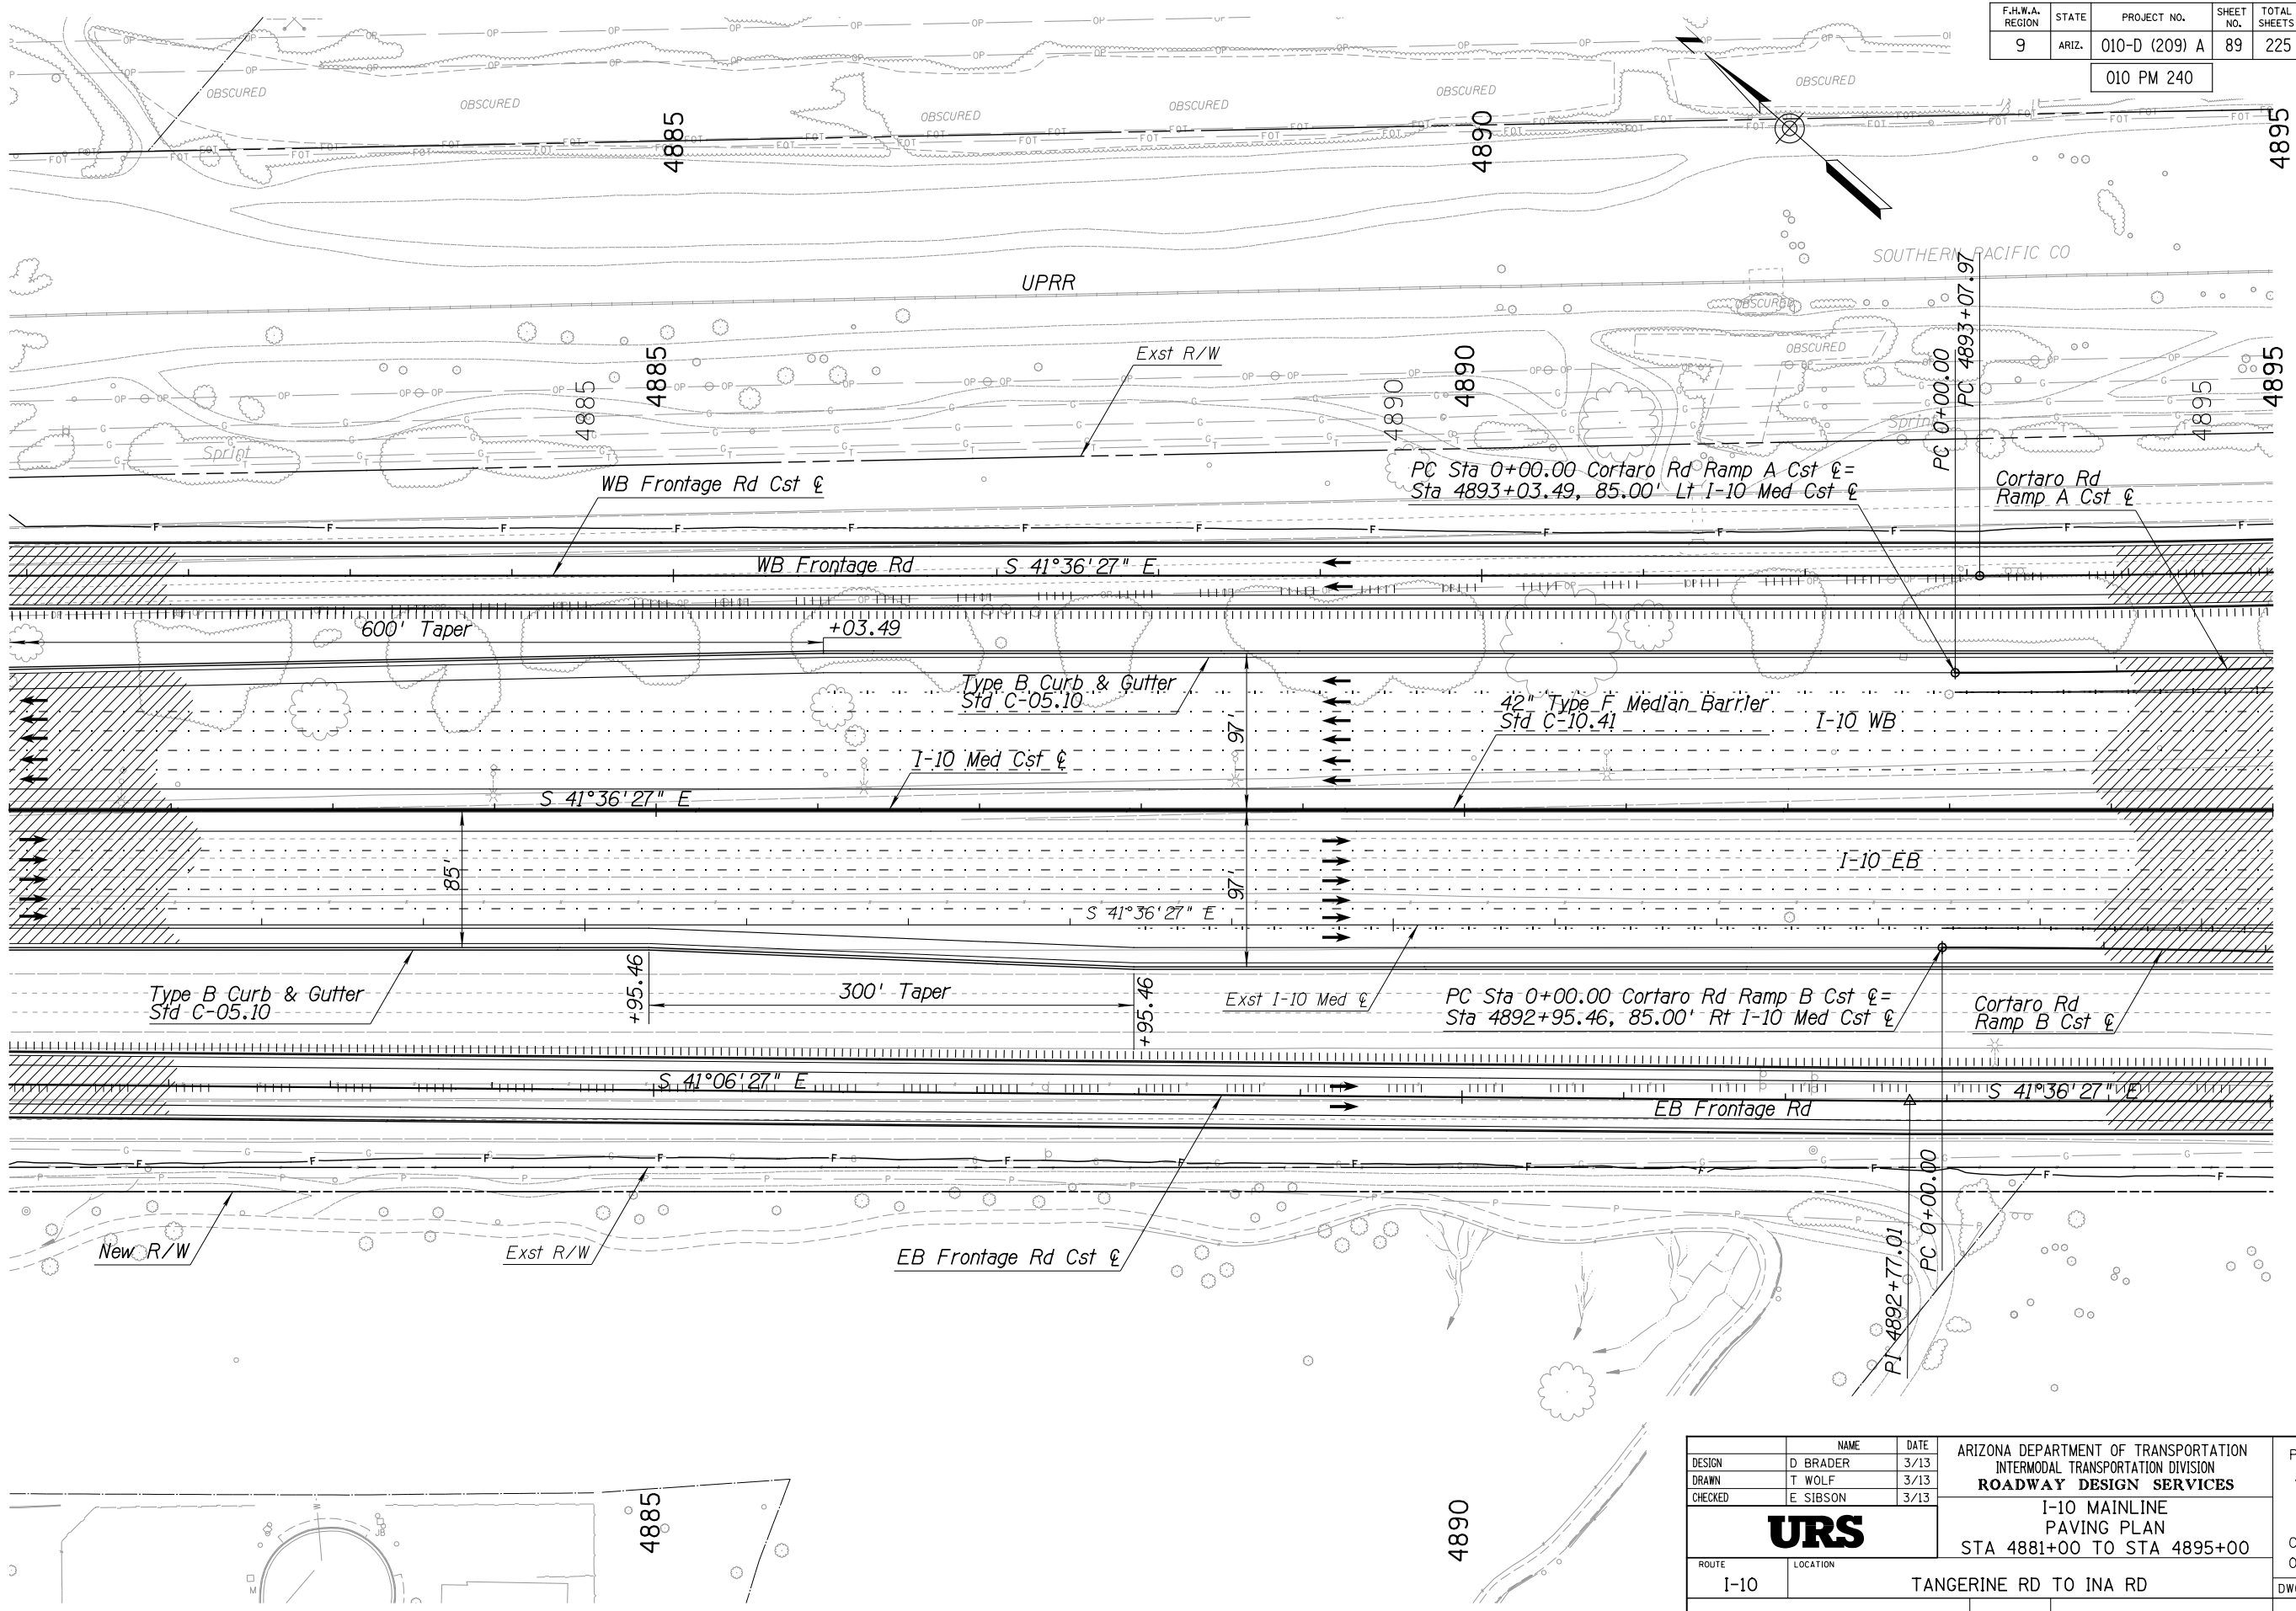 F.H.W.A. REGION STATE PROJECT NO. SHEET NO. TOTAL SHEETS
9 ARIZ. 010-D (209) A 89 225
010 PM 240
OBSCURED
OBSCURED
OBSCURED
OBSCURED
OBSCURED
OBSCURED
4885
4890
4895
SOUTHERN PACIFIC CO
UPRR
OBSCURED
OBSCURED
Exst R/W
4885
4885
4890
4890
4895
4895
PC 0+00.00
PC 4893+07.97
Sprint
Sprint
WB Frontage Rd Cst ℄
PC Sta 0+00.00 Cortaro Rd Ramp A Cst ℄=
Sta 4893+03.49, 85.00' Lt I-10 Med Cst ℄
Cortaro Rd
Ramp A Cst ℄
WB Frontage Rd
S 41°36'27" E
600' Taper
+03.49
Type B Curb & Gutter
Std C-05.10
97'
42" Type F Median Barrier
Std C-10.41
I-10 WB
I-10 Med Cst ℄
S 41°36'27" E
85'
97'
I-10 EB
S 41°36'27" E
Type B Curb & Gutter
Std C-05.10
+95.46
300' Taper
+95.46
Exst I-10 Med ℄
PC Sta 0+00.00 Cortaro Rd Ramp B Cst ℄=
Sta 4892+95.46, 85.00' Rt I-10 Med Cst ℄
Cortaro Rd
Ramp B Cst ℄
S 41°06'27" E
S 41°36'27" E
EB Frontage Rd
New R/W
Exst R/W
EB Frontage Rd Cst ℄
PI 4892+77.01
PC 0+00.00
4885
4890
JB
M
NAME DATE
DESIGN D BRADER 3/13
DRAWN T WOLF 3/13
CHECKED E SIBSON 3/13
URS
ARIZONA DEPARTMENT OF TRANSPORTATION
INTERMODAL TRANSPORTATION DIVISION
ROADWAY DESIGN SERVICES
I-10 MAINLINE
PAVING PLAN
STA 4881+00 TO STA 4895+00
ROUTE
I-10
LOCATION
TANGERINE RD TO INA RD